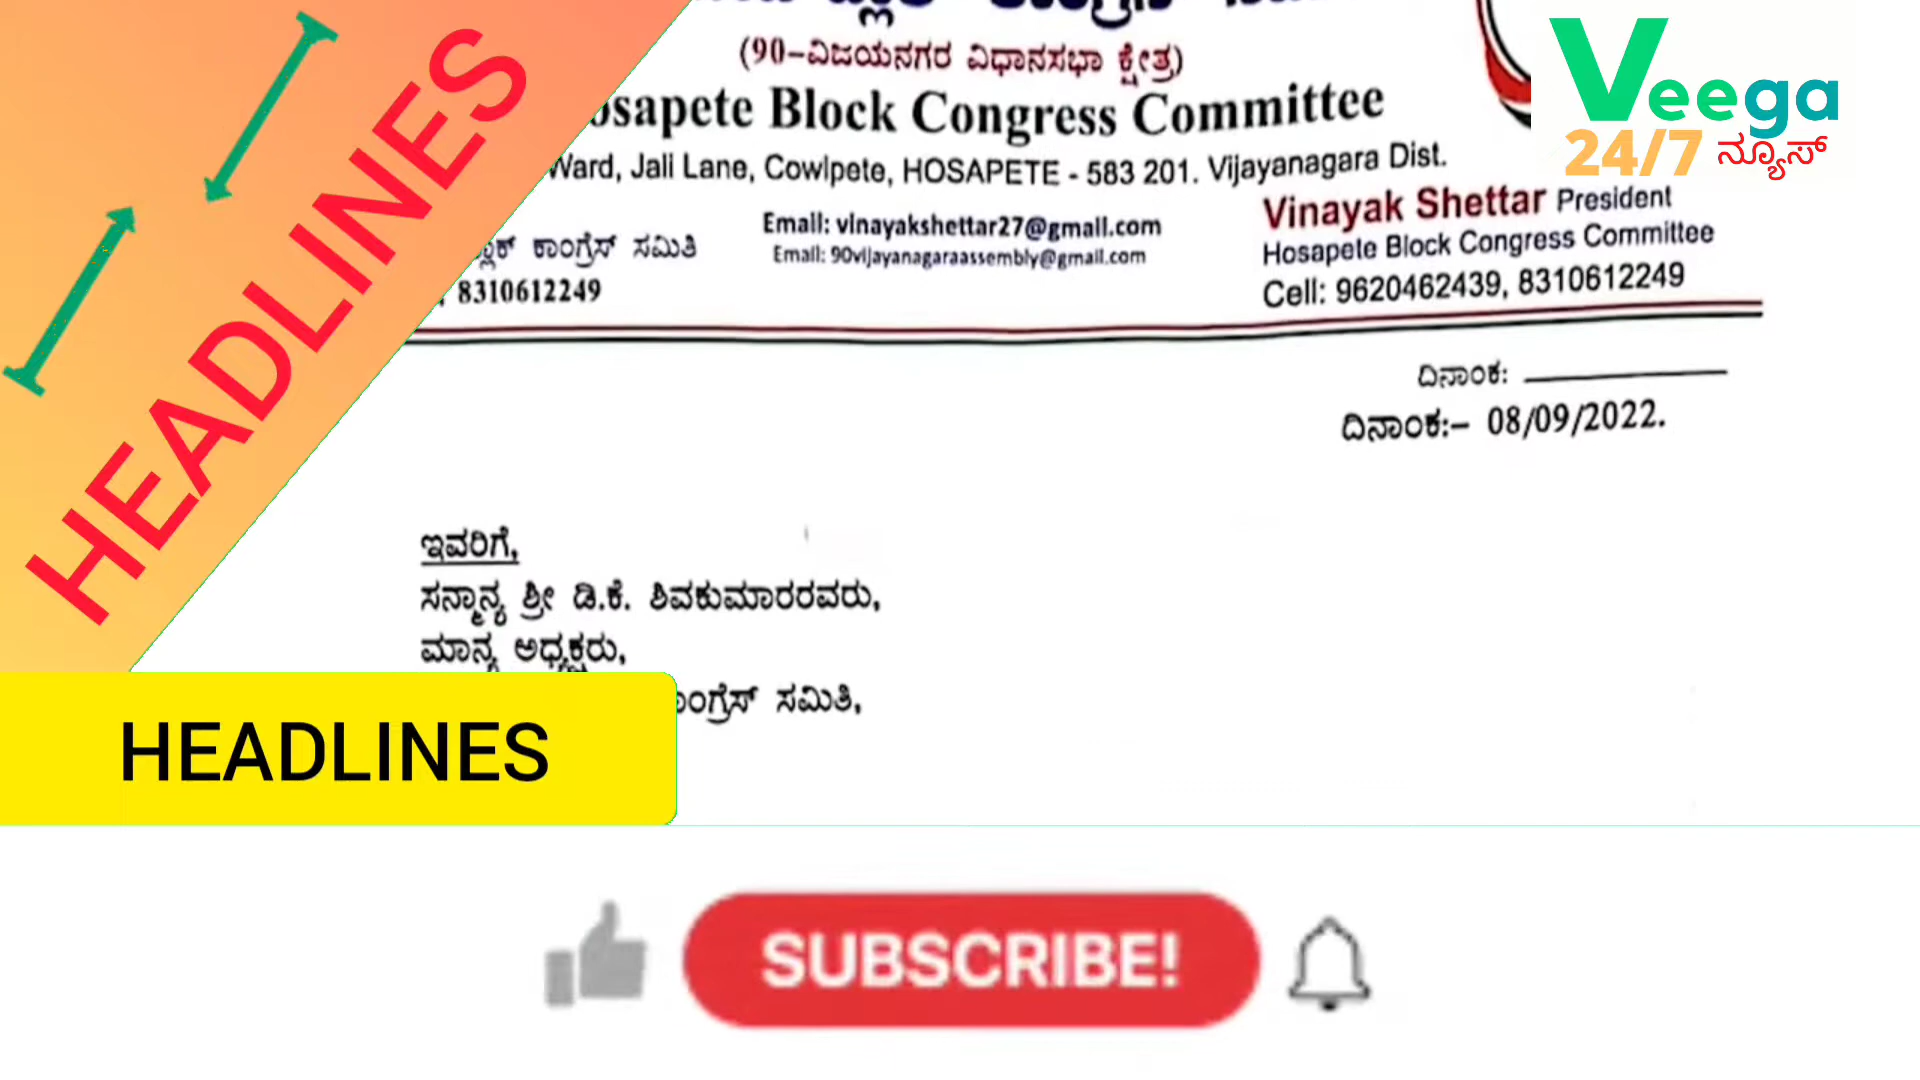 HEADLINES
(90-ವಿಜಯನಗರ ವಿಧಾನಸಭಾ ಕ್ಷೇತ್ರ)
Block Congress Committee
Ward, Jali Lane, Cowlpete, HOSAPETE - 583 201. Vijayanagara Dist.
Veega
24/7 ನ್ಯೂಸ್
ಕಾಂಗ್ರೆಸ್ ಸಮಿತಿ
8310612249
Email: vinayakshettar27@gmail.com
Email: 90vijayanagaraassembly@gmail.com
Vinayak Shettar President
Hosapete Block Congress Committee
Cell: 9620462439, 8310612249
ದಿನಾಂಕ:
ದಿನಾಂಕ:- 08/09/2022.
ಇವರಿಗೆ,
ಸನ್ಮಾನ್ಯ ಶ್ರೀ ಡಿ.ಕೆ. ಶಿವಕುಮಾರರವರು,
ಮಾನ್ಯ ಅಧ್ಯಕ್ಷರು,
ಸಮಿತಿ,
HEADLINES
SUBSCRIBE!